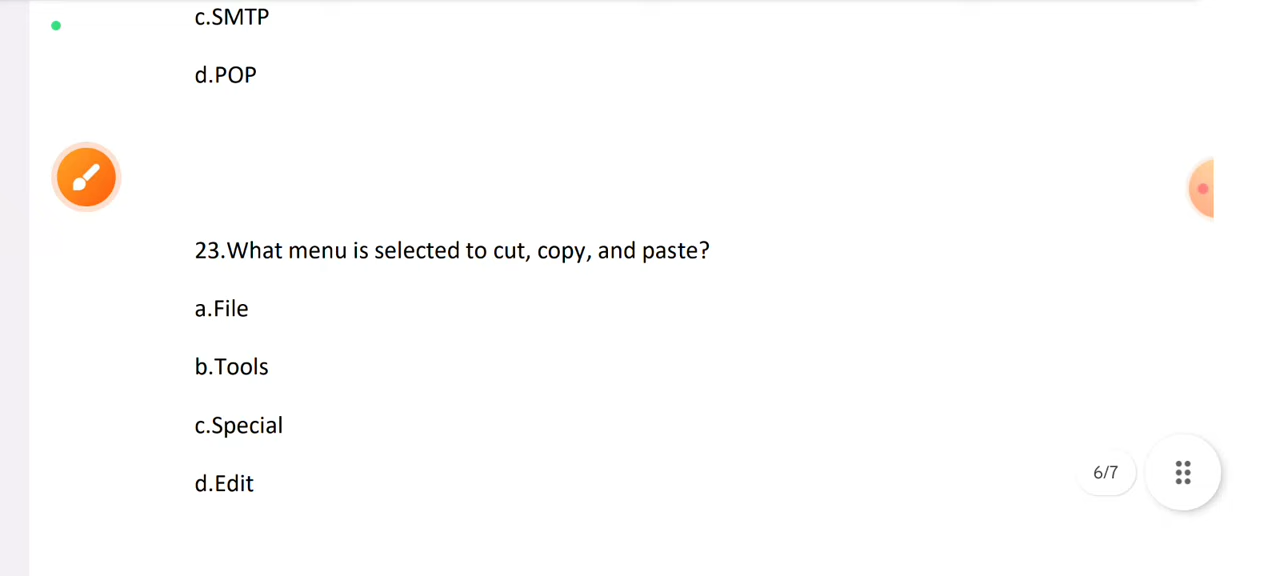 c.SMTP
d.POP
23.What menu is selected to cut, copy, and paste?
a.File
b.Tools
c.Special
d.Edit
6/7